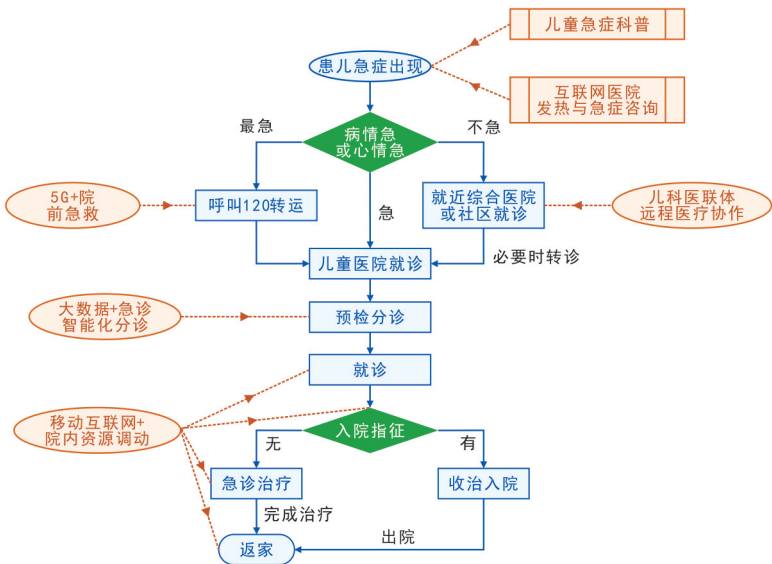 儿童急症科普
患儿急症出现
互联网医院
发热与急症咨询
最急
病情急
或心情急
不急
5G+院
前急救
呼叫120转运
急
就近综合医院
或社区就诊
儿科医联体
远程医疗协作
儿童医院就诊
必要时转诊
大数据+急诊
智能化分诊
预检分诊
就诊
移动互联网+
院内资源调动
入院指征
无
有
急诊治疗
收治入院
完成治疗
出院
返家